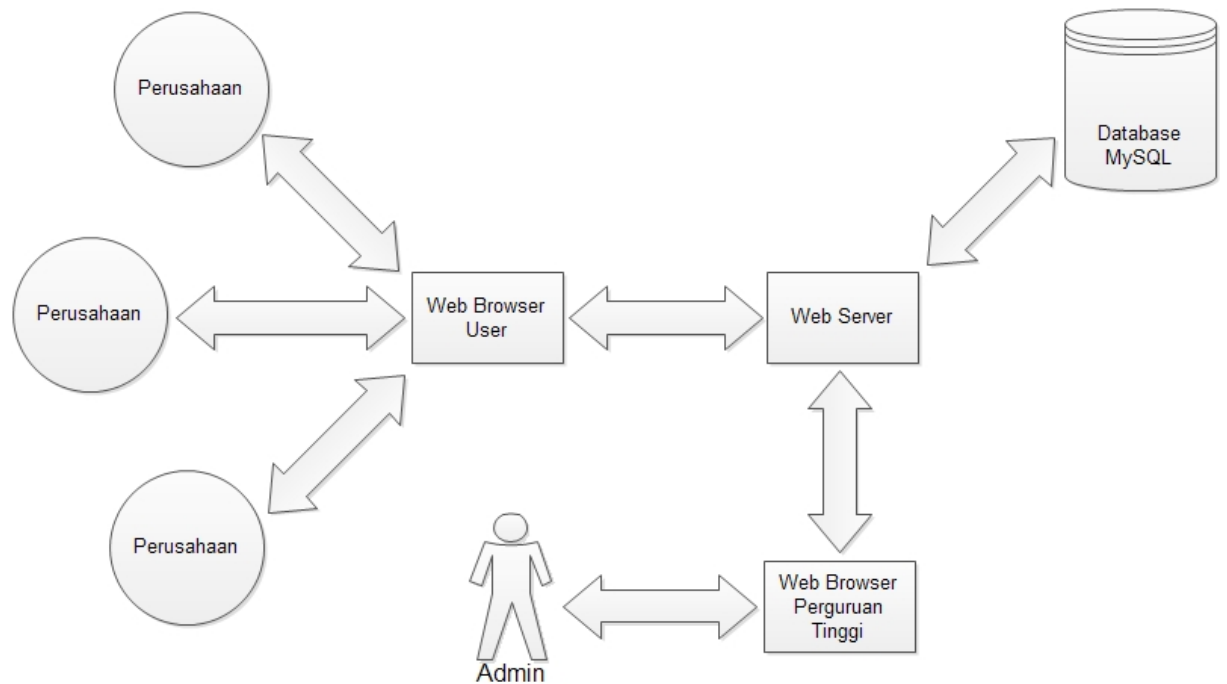 Perusahaan
Database
MySQL
Perusahaan
Web Browser
User
Web Server
Perusahaan
Web Browser
Perguruan
Tinggi
Admin